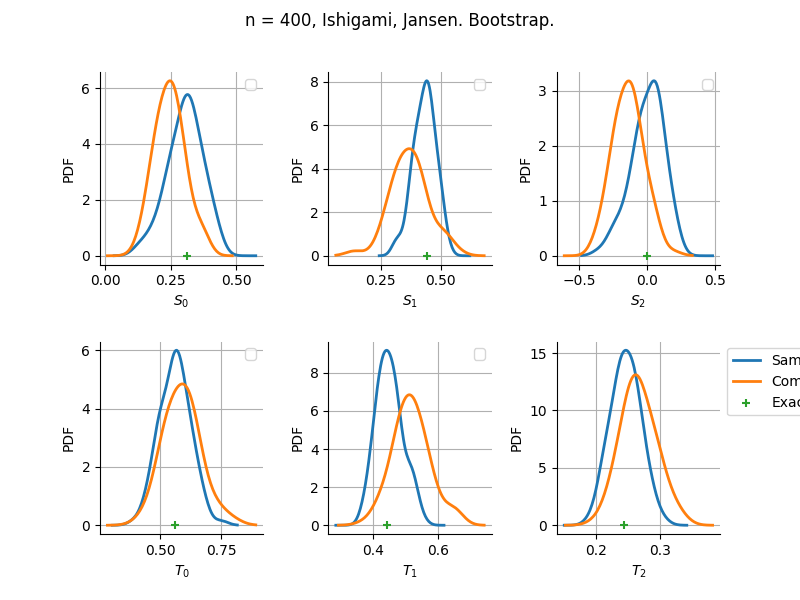 n = 400, Ishigami, Jansen. Bootstrap.
PDF
6
4
2
0
0.00 0.25 0.50
S₀
PDF
8
6
4
2
0
0.25 0.50
S₁
PDF
3
2
1
0
−0.5 0.0 0.5
S₂
PDF
6
4
2
0
0.50 0.75
T₀
PDF
8
6
4
2
0
0.4 0.6
T₁
PDF
15
10
5
0
0.2 0.3
T₂
Sam
Com
Exac